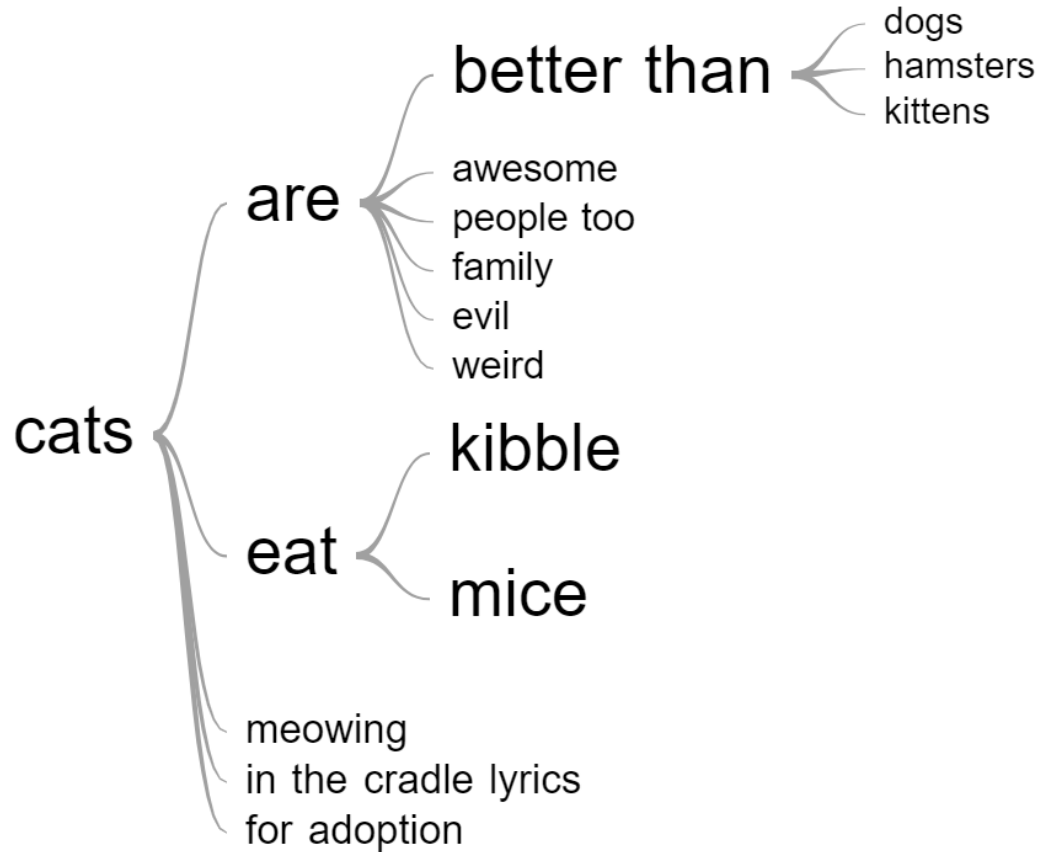 cats
are
better than
dogs
hamsters
kittens
awesome
people too
family
evil
weird
eat
kibble
mice
meowing
in the cradle lyrics
for adoption